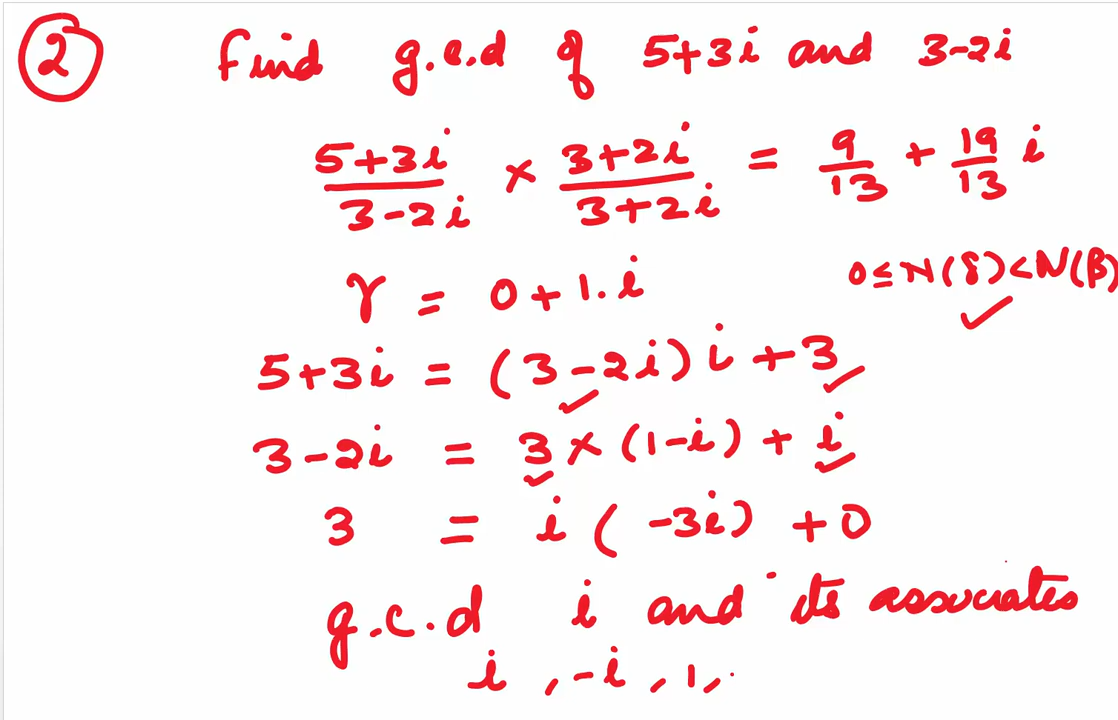 2 Find g.c.d of 5+3i and 3-2i
5+3i/3-2i × 3+2i/3+2i = 9/13 + 19/13 i
γ = 0+1.i 0≤N(δ)<N(β)
5+3i = (3-2i)i+3
3-2i = 3×(1-i)+i
3 = i(-3i)+0
g.c.d i and its associates
i, -i, 1,